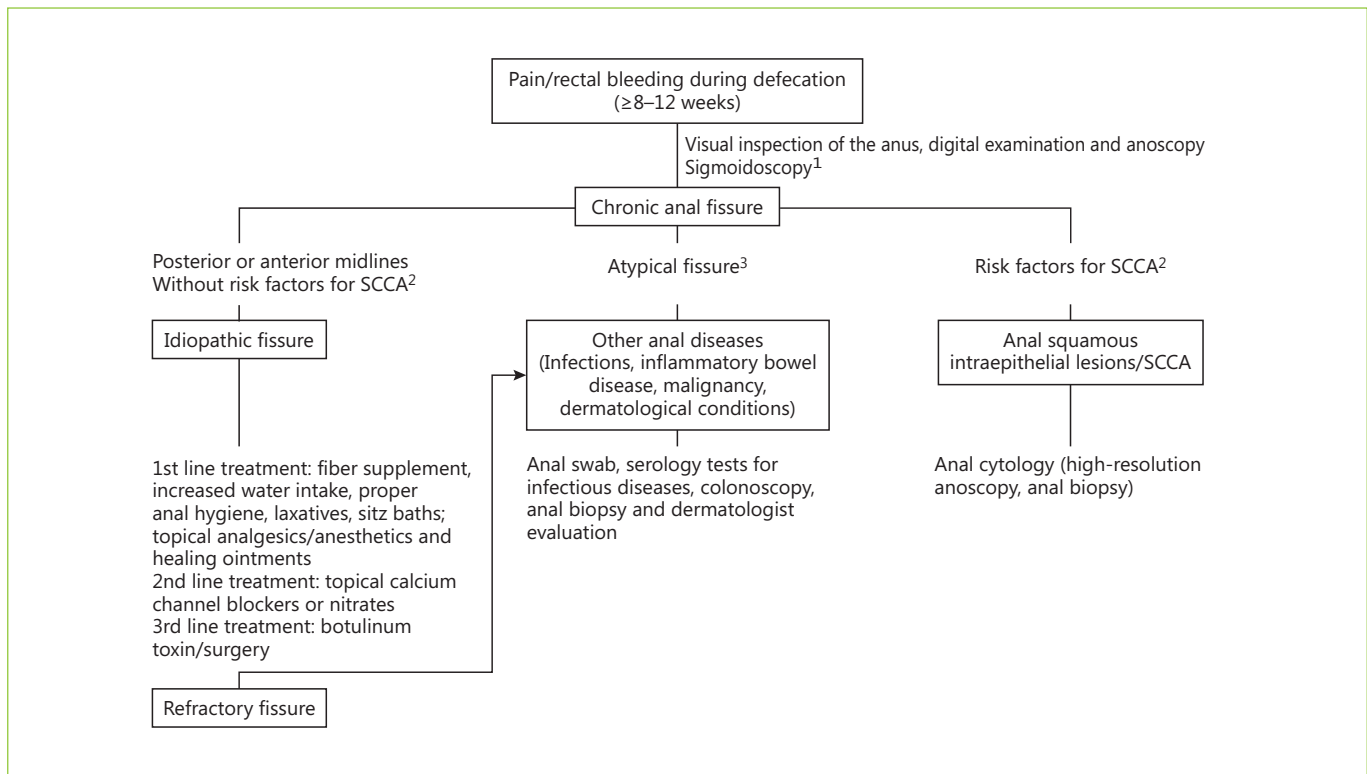 Pain/rectal bleeding during defecation
(≥8–12 weeks)
Visual inspection of the anus, digital examination and anoscopy
Sigmoidoscopy1
Chronic anal fissure
Posterior or anterior midlines
Without risk factors for SCCA2
Idiopathic fissure
1st line treatment: fiber supplement,
increased water intake, proper
anal hygiene, laxatives, sitz baths;
topical analgesics/anesthetics and
healing ointments
2nd line treatment: topical calcium
channel blockers or nitrates
3rd line treatment: botulinum
toxin/surgery
Refractory fissure
Atypical fissure3
Other anal diseases
(Infections, inflammatory bowel
disease, malignancy,
dermatological conditions)
Anal swab, serology tests for
infectious diseases, colonoscopy,
anal biopsy and dermatologist
evaluation
Risk factors for SCCA2
Anal squamous
intraepithelial lesions/SCCA
Anal cytology (high-resolution
anoscopy, anal biopsy)